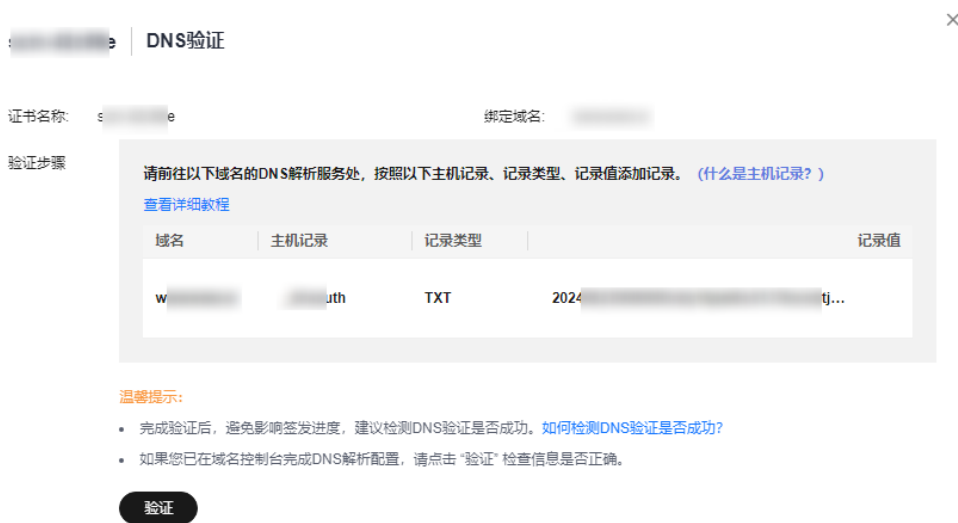 DNS验证
证书名称:
绑定域名:
验证步骤
请前往以下域名的DNS解析服务处，按照以下主机记录、记录类型、记录值添加记录。（什么是主机记录？）
查看详细教程
域名 主机记录 记录类型 记录值
TXT
温馨提示：
完成验证后，避免影响签发进度，建议检测DNS验证是否成功。如何检测DNS验证是否成功？
如果您已在域名控制台完成DNS解析配置，请点击 “验证” 检查信息是否正确。
验证